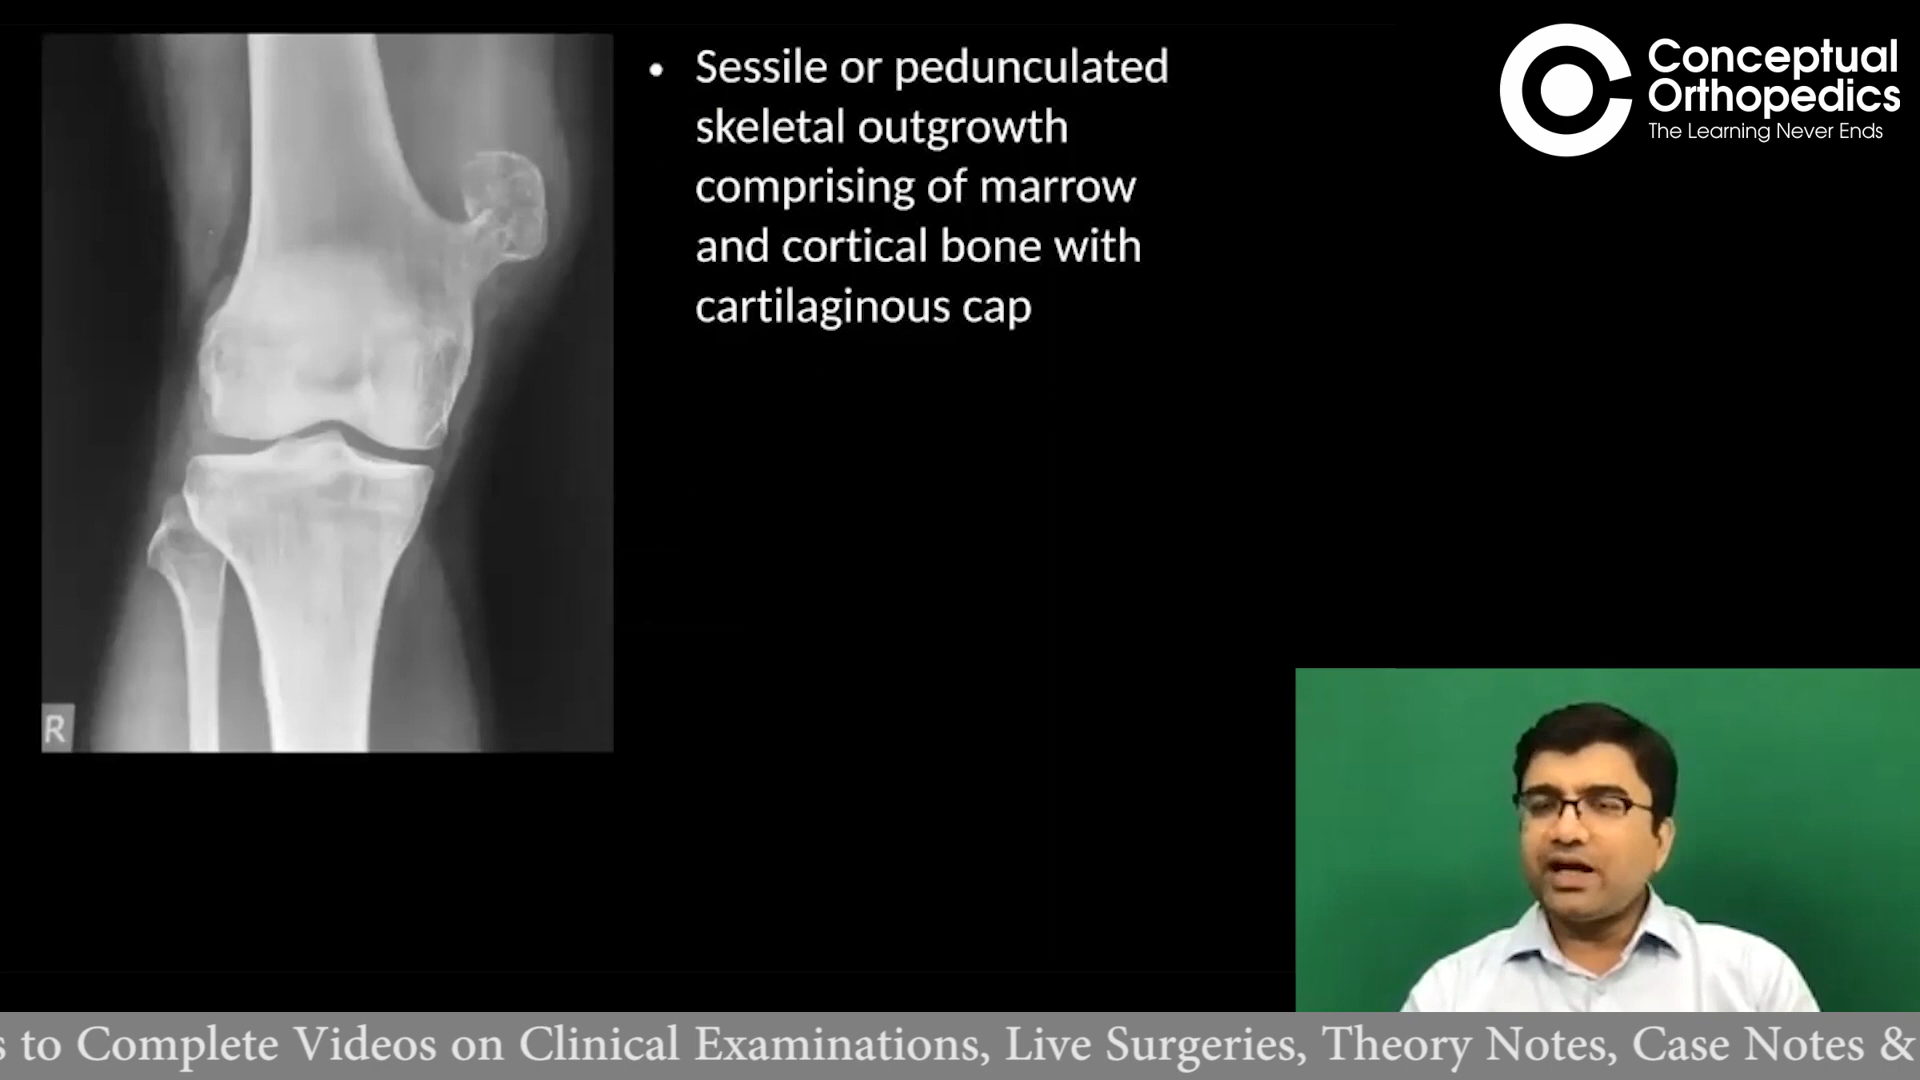 • Sessile or pedunculated
skeletal outgrowth
comprising of marrow
and cortical bone with
cartilaginous cap
Conceptual
Orthopedics
The Learning Never Ends
R
s to Complete Videos on Clinical Examinations, Live Surgeries, Theory Notes, Case Notes &